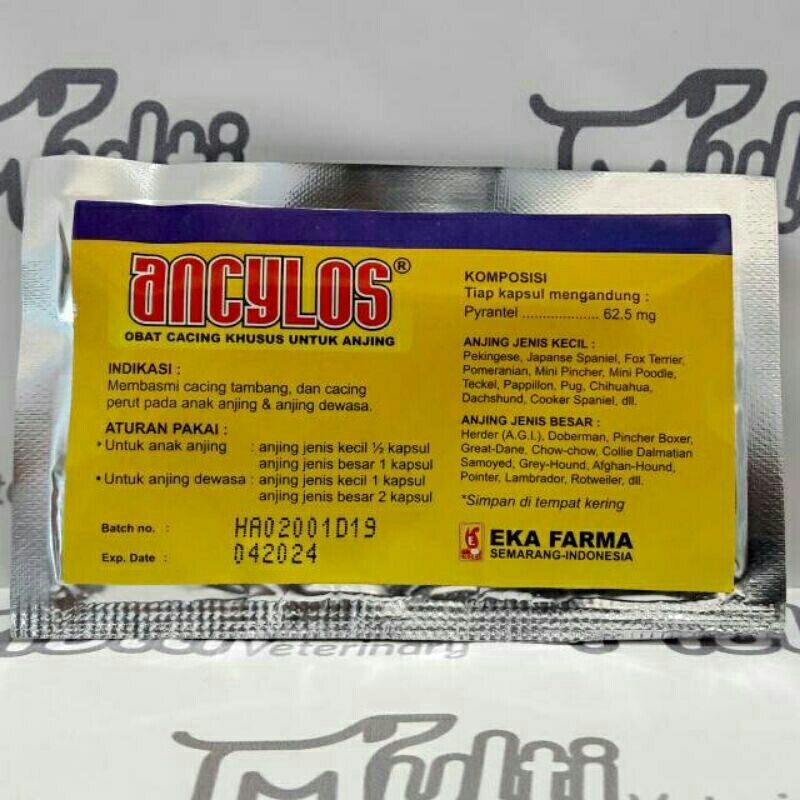 Multi
Multi
ancylos®
OBAT CACING KHUSUS UNTUK ANJING
INDIKASI :
Membasmi cacing tambang, dan cacing
perut pada anak anjing & anjing dewasa.
ATURAN PAKAI :
* Untuk anak anjing : anjing jenis kecil ½ kapsul
anjing jenis besar 1 kapsul
• Untuk anjing dewasa : anjing jenis kecil 1 kapsul
anjing jenis besar 2 kapsul
Batch no. : HA02001D19
Exp. Date : 042024
KOMPOSISI
Tiap kapsul mengandung :
Pyrantel ................... 62.5 mg
ANJING JENIS KECIL :
Pekingese, Japanse Spaniel, Fox Terrier,
Pomeranian, Mini Pincher, Mini Poodle,
Teckel, Pappillon, Pug, Chihuahua,
Dachshund, Cooker Spaniel, dll.
ANJING JENIS BESAR :
Herder (A.G.I.), Doberman, Pincher Boxer,
Great-Dane, Chow-chow, Collie Dalmatian
Samoyed, Grey-Hound, Afghan-Hound,
Pointer, Lambrador, Rotweiler, dll.
*Simpan di tempat kering
EKA FARMA
SEMARANG-INDONESIA
Veterinary
Multi